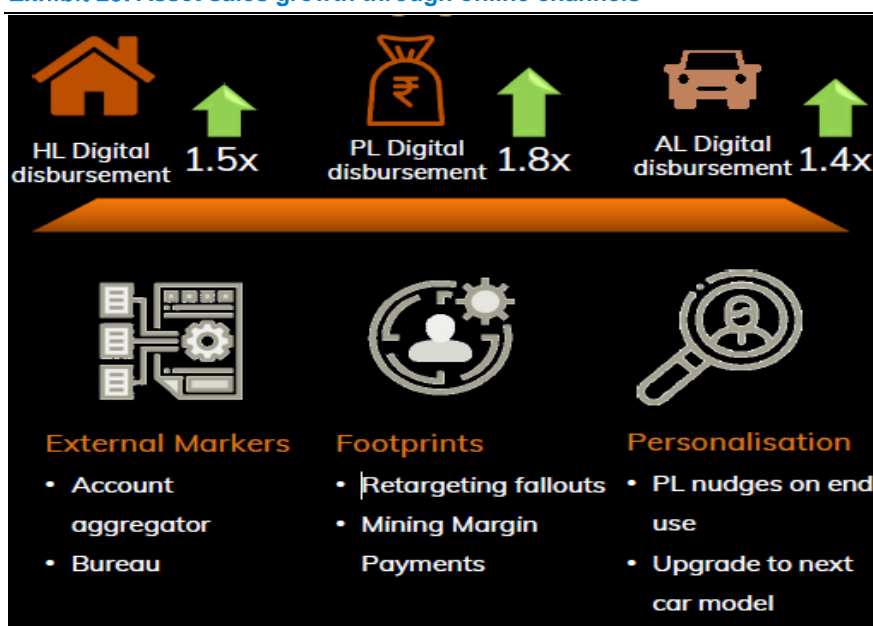 HL Digital
disbursement
1.5x
PL Digital
disbursement
1.8x
AL Digital
disbursement
1.4x
External Markers
• Account
aggregator
• Bureau
Footprints
• Retargeting fallouts
• Mining Margin
Payments
Personalisation
• PL nudges on end
use
• Upgrade to next
car model